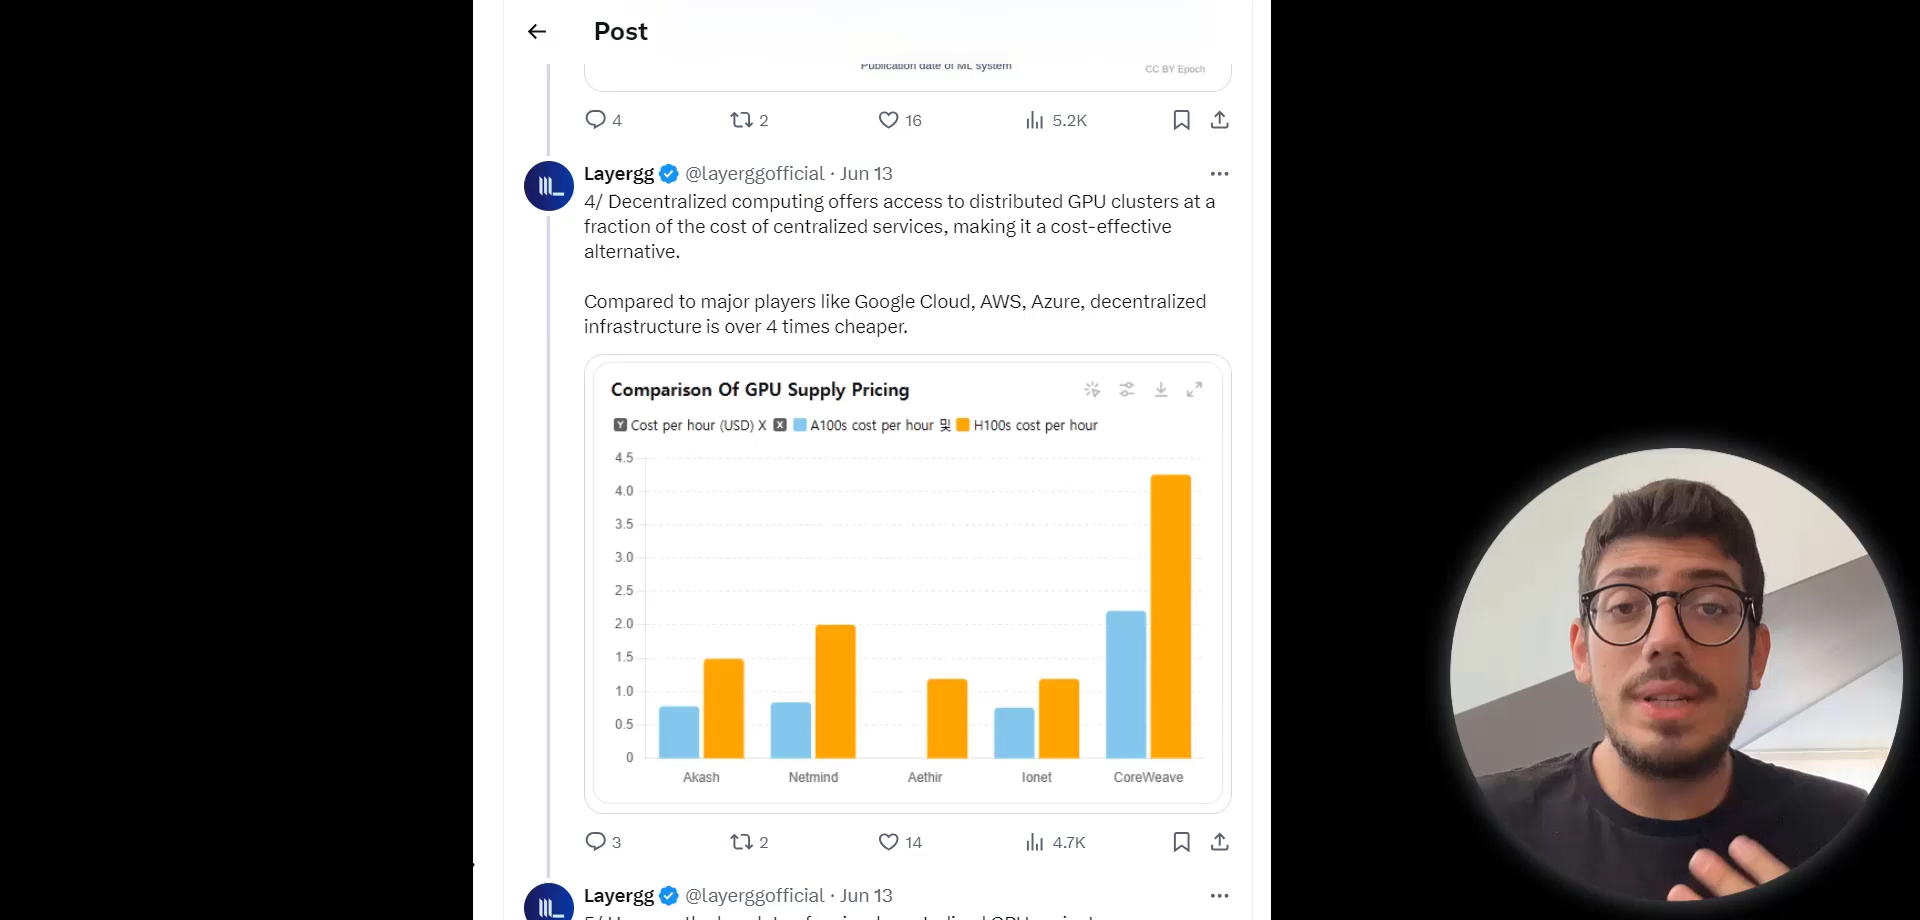 Post
Publication date of ML system
CC BY Epoch
4 2 16 5.2K
Layergg @layerggofficial · Jun 13
4/ Decentralized computing offers access to distributed GPU clusters at a
fraction of the cost of centralized services, making it a cost-effective
alternative.
Compared to major players like Google Cloud, AWS, Azure, decentralized
infrastructure is over 4 times cheaper.
Comparison Of GPU Supply Pricing
Y Cost per hour (USD) X X A100s cost per hour 및 H100s cost per hour
4.5
4.0
3.5
3.0
2.5
2.0
1.5
1.0
0.5
0
Akash Netmind Aethir Ionet CoreWeave
3 2 14 4.7K
Layergg @layerggofficial · Jun 13